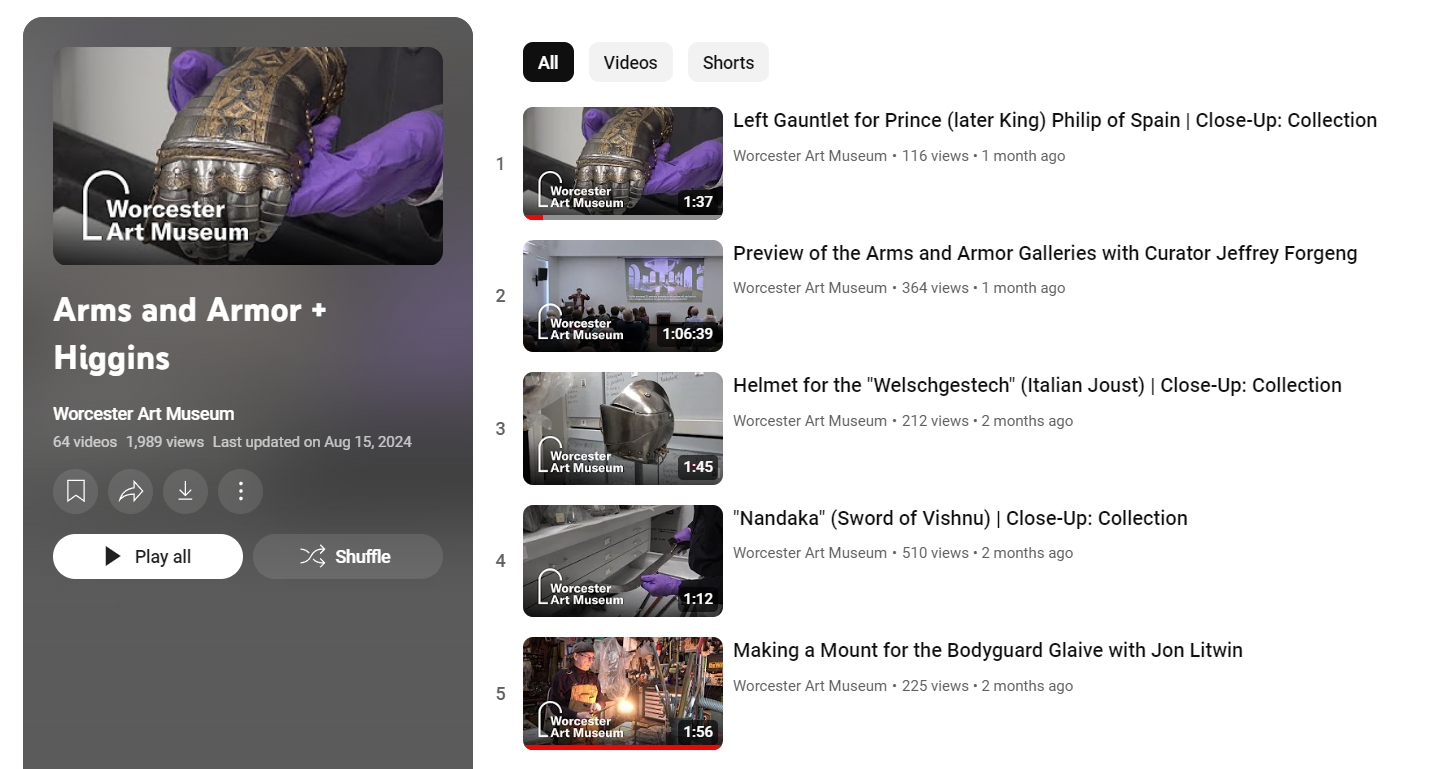 Worcester
Art Museum
Arms and Armor +
Higgins
Worcester Art Museum
64 videos 1,989 views Last updated on Aug 15, 2024
Play all
Shuffle
All
Videos
Shorts
1
Worcester
Art Museum
1:37
Left Gauntlet for Prince (later King) Philip of Spain | Close-Up: Collection
Worcester Art Museum • 116 views • 1 month ago
2
Worcester
Art Museum
1:06:39
Preview of the Arms and Armor Galleries with Curator Jeffrey Forgeng
Worcester Art Museum • 364 views • 1 month ago
3
Worcester
Art Museum
1:45
Helmet for the "Welschgestech" (Italian Joust) | Close-Up: Collection
Worcester Art Museum • 212 views • 2 months ago
4
Worcester
Art Museum
1:12
"Nandaka" (Sword of Vishnu) | Close-Up: Collection
Worcester Art Museum • 510 views • 2 months ago
5
Worcester
Art Museum
1:56
Making a Mount for the Bodyguard Glaive with Jon Litwin
Worcester Art Museum • 225 views • 2 months ago